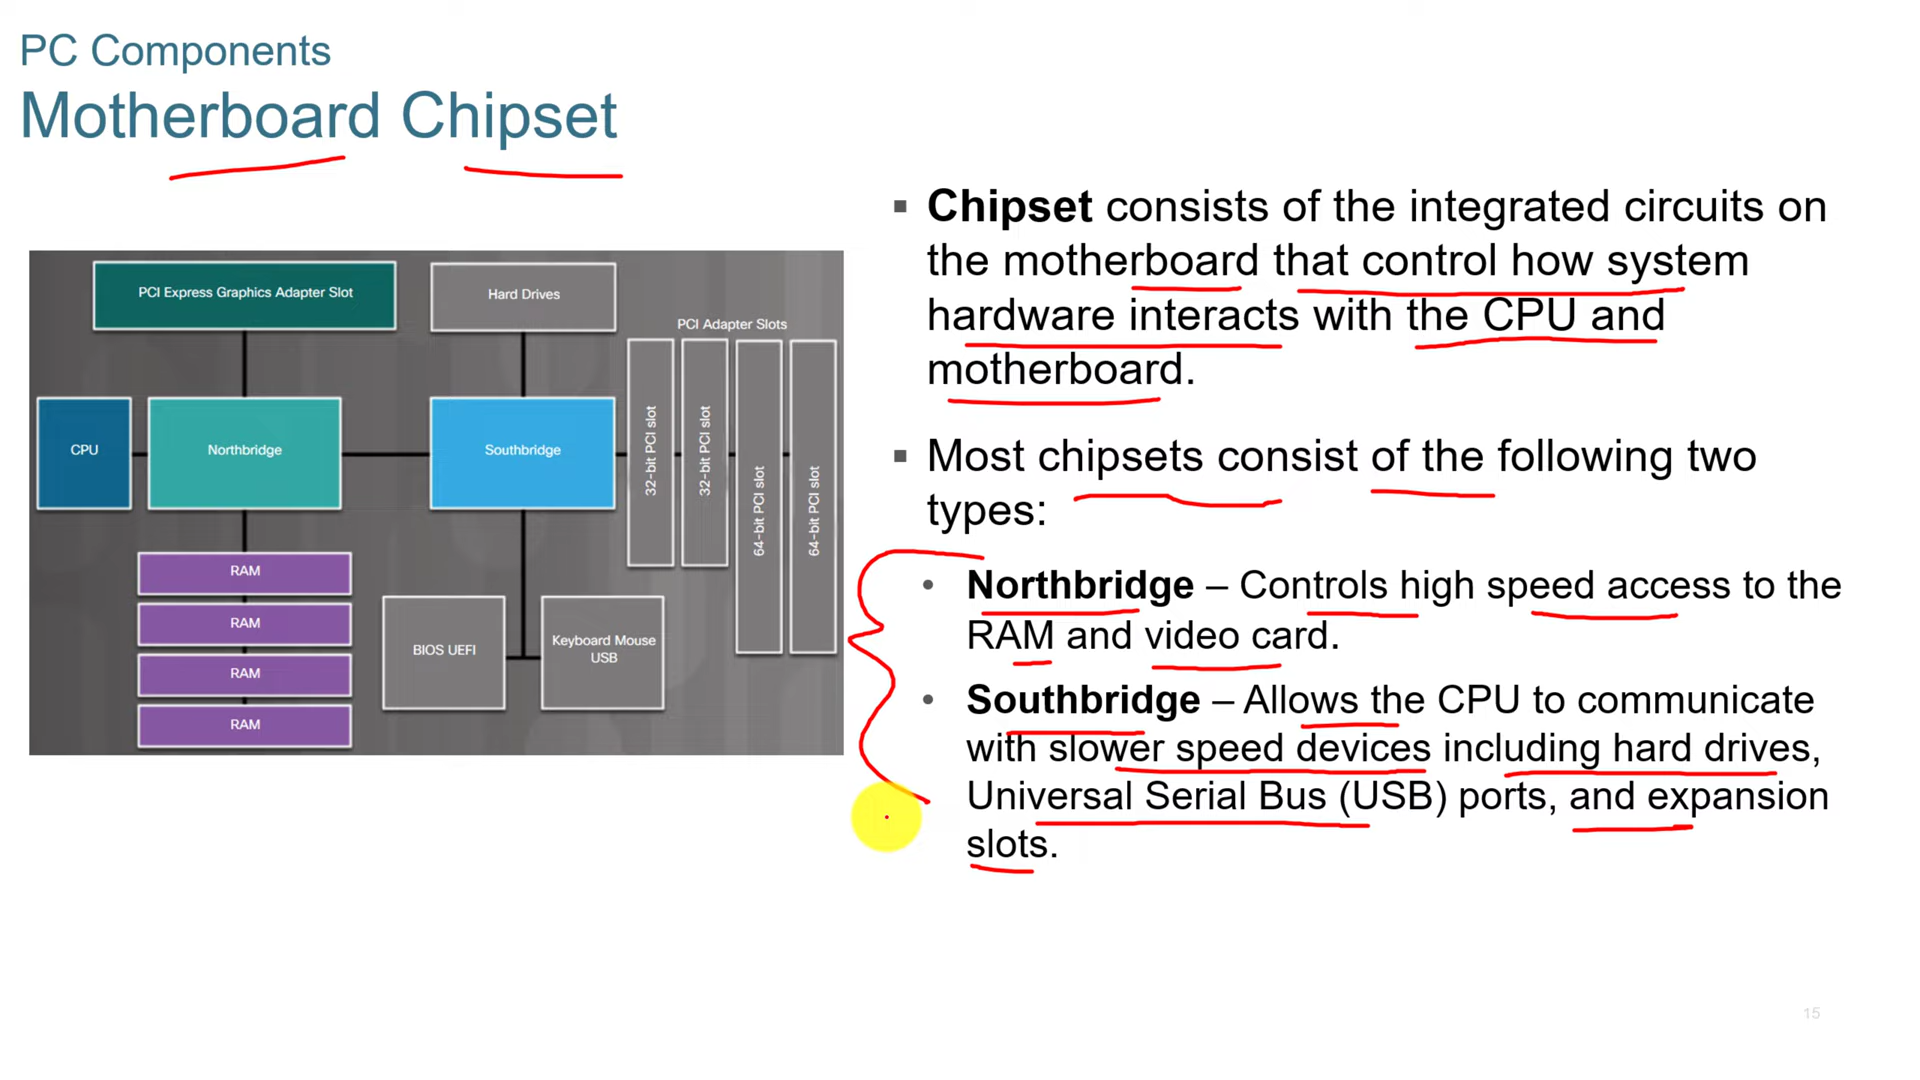 PC Components
Motherboard Chipset
PCI Express Graphics Adapter Slot
Hard Drives
PCI Adapter Slots
CPU
Northbridge
Southbridge
32-bit PCI slot
32-bit PCI slot
64-bit PCI slot
64-bit PCI slot
RAM
RAM
RAM
RAM
BIOS UEFI
Keyboard Mouse
USB
▪ Chipset consists of the integrated circuits on
the motherboard that control how system
hardware interacts with the CPU and
motherboard.
▪ Most chipsets consist of the following two
types:
• Northbridge – Controls high speed access to the
RAM and video card.
• Southbridge – Allows the CPU to communicate
with slower speed devices including hard drives,
Universal Serial Bus (USB) ports, and expansion
slots.
15